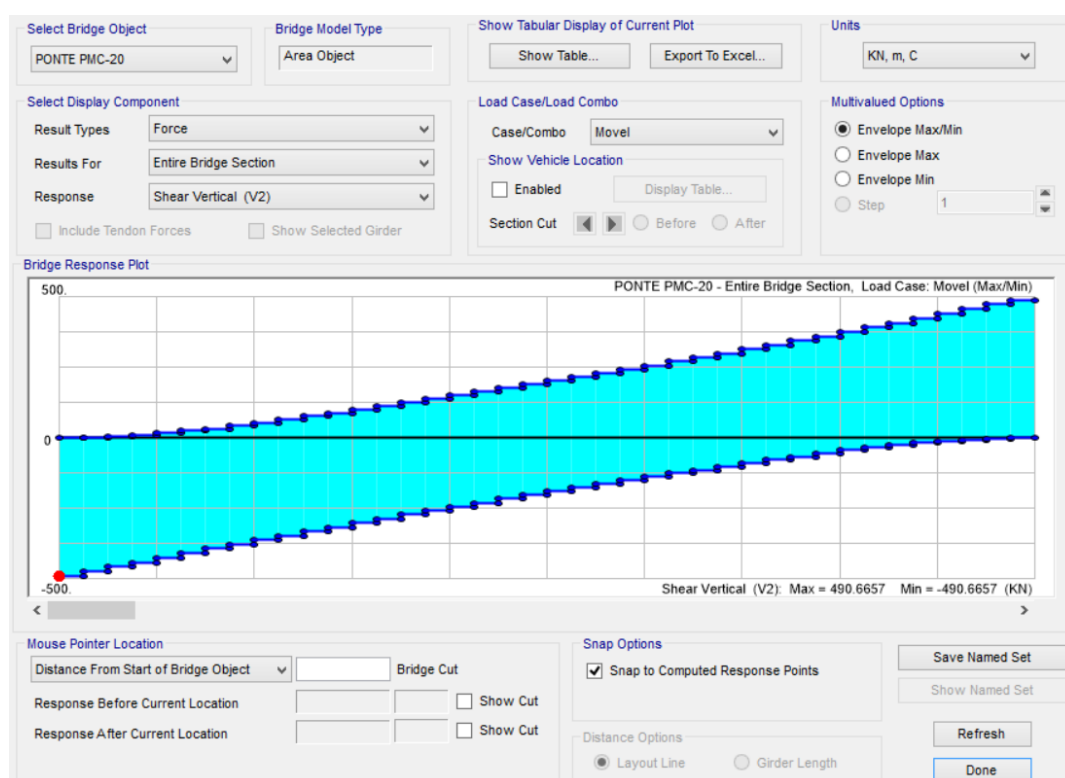 Select Bridge Object
PONTE PMC-20
Bridge Model Type
Area Object
Show Tabular Display of Current Plot
Show Table...
Export To Excel...
Units
KN, m, C
Select Display Component
Result Types
Force
Results For
Entire Bridge Section
Response
Shear Vertical (V2)
Include Tendon Forces
Show Selected Girder
Load Case/Load Combo
Case/Combo
Movel
Show Vehicle Location
Enabled
Display Table...
Section Cut
Before
After
Multivalued Options
Envelope Max/Min
Envelope Max
Envelope Min
Step
1
Bridge Response Plot
500.
PONTE PMC-20 - Entire Bridge Section, Load Case: Movel (Max/Min)
0
-500.
Shear Vertical (V2): Max = 490.6657 Min = -490.6657 (KN)
Mouse Pointer Location
Distance From Start of Bridge Object
Bridge Cut
Response Before Current Location
Show Cut
Response After Current Location
Show Cut
Snap Options
Snap to Computed Response Points
Distance Options
Layout Line
Girder Length
Save Named Set
Show Named Set
Refresh
Done